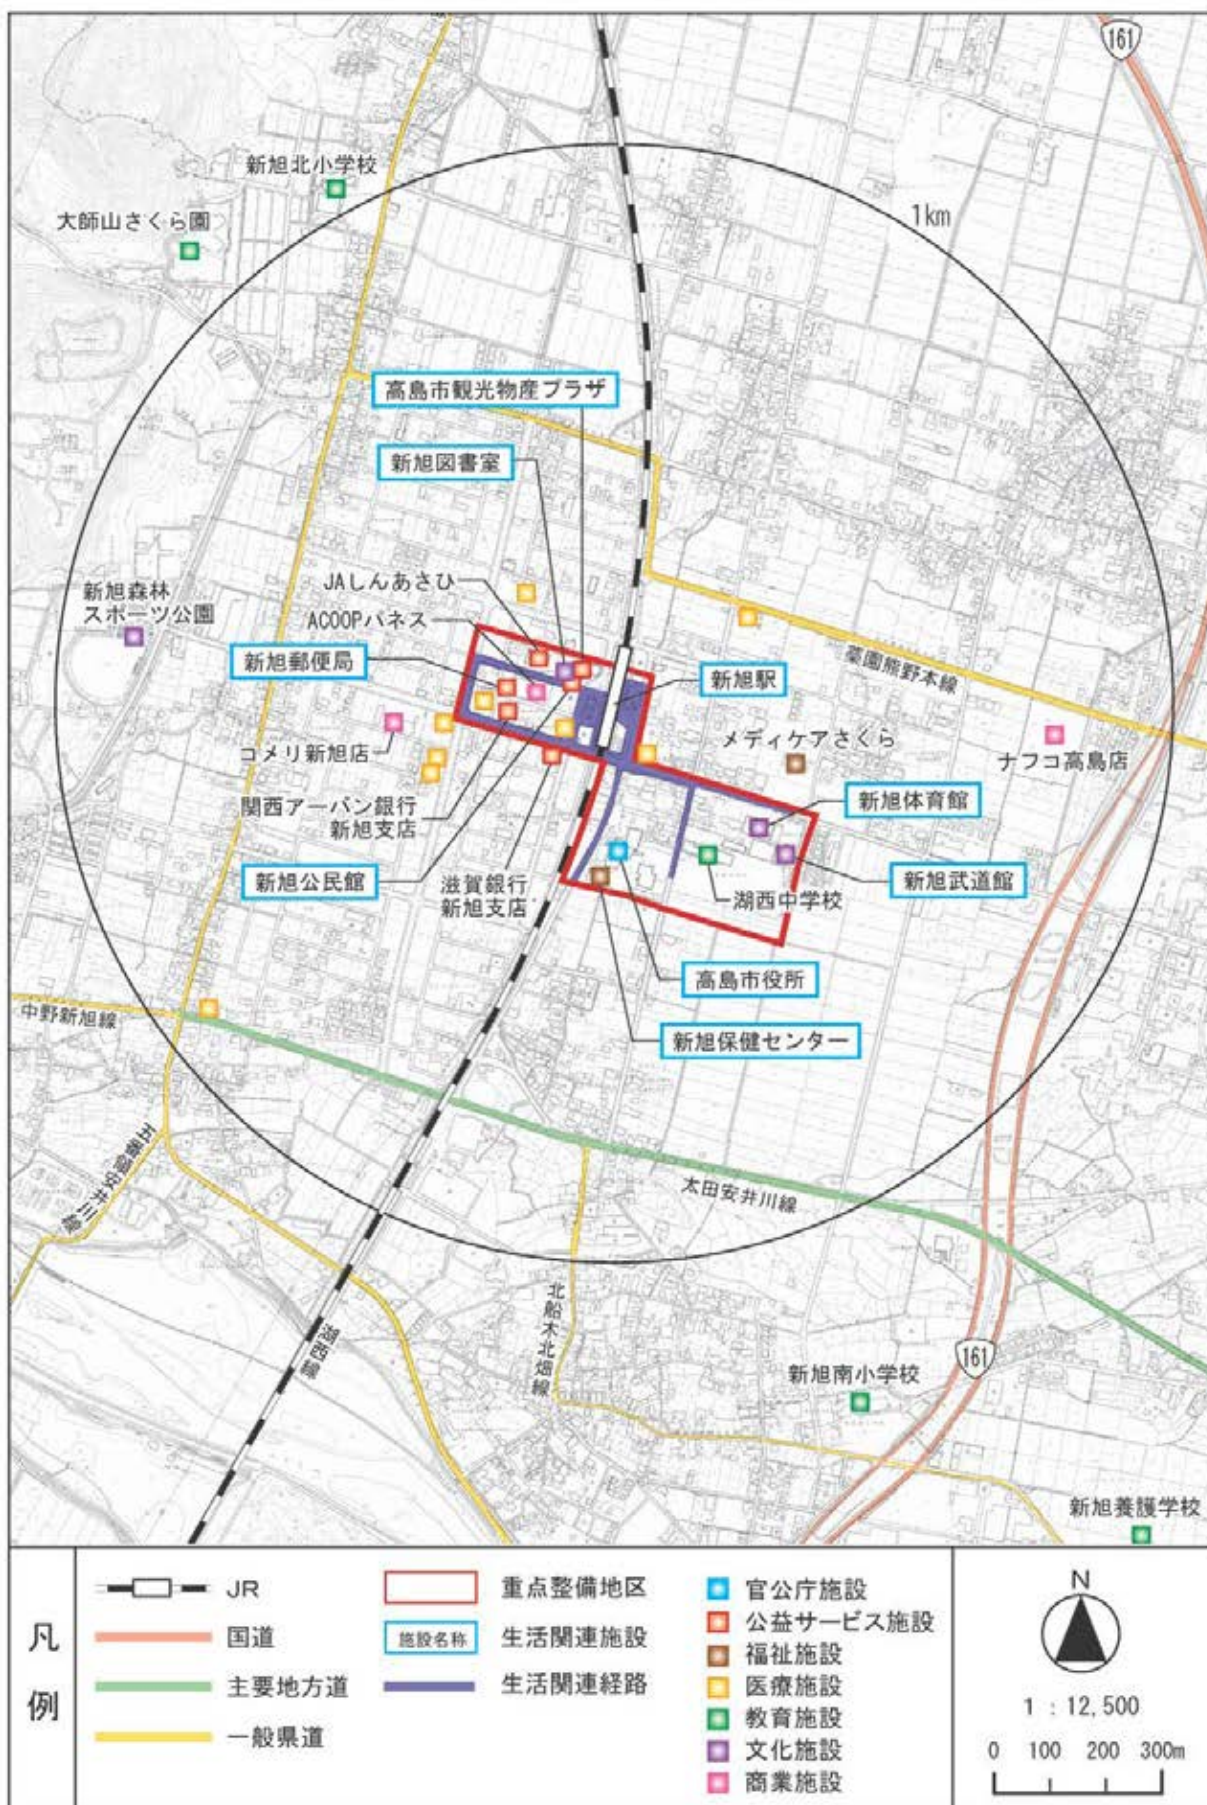 161
新旭北小学校
1km
大師山さくら園
高島市観光物産プラザ
新旭図書室
JAしんあさひ
新旭森林
スポーツ公園
ACOOPパネス
新旭郵便局
新旭駅
薬園熊野本線
コメリ新旭店
メディケアさくら
ナフコ高島店
関西アーバン銀行
新旭支店
新旭体育館
新旭公民館
滋賀銀行
新旭支店
新旭武道館
湖西中学校
高島市役所
中野新旭線
新旭保健センター
五番領安井川線
太田安井川線
北船木北畑線
湖西線
161
新旭南小学校
新旭養護学校
凡例
JR
国道
主要地方道
一般県道
重点整備地区
施設名称
生活関連施設
生活関連経路
官公庁施設
公益サービス施設
福祉施設
医療施設
教育施設
文化施設
商業施設
N
1 : 12,500
0 100 200 300m